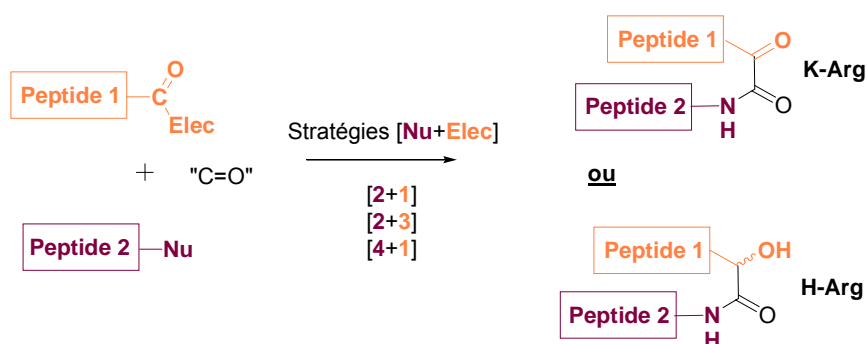 Peptide 1
C
O
Elec
+
"C=O"
Peptide 2
Nu
Stratégies [Nu+Elec]
[2+1]
[2+3]
[4+1]
Peptide 1
O
K-Arg
Peptide 2
N
H
O
ou
Peptide 1
OH
H-Arg
Peptide 2
N
H
O